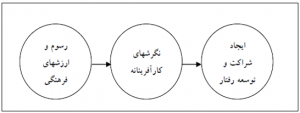 رسوم و
ارزشهای
فرهنگی
نگرشهای
کارآفرینانه
ایجاد
شراکت و
توسعه رفتار